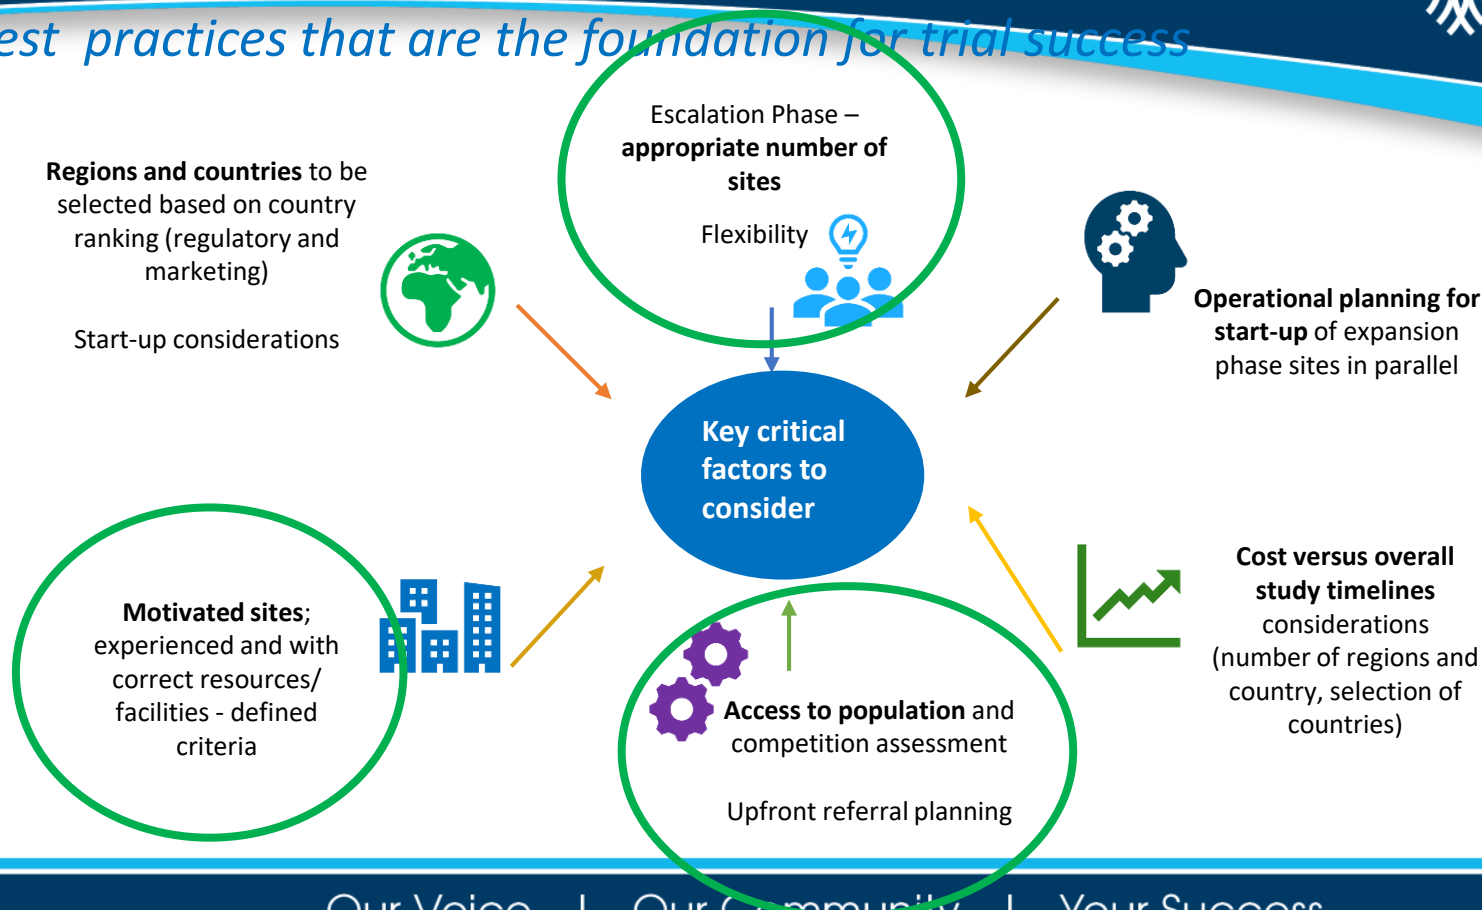 est practices that are the foundation for trial success
Escalation Phase –
appropriate number of
sites
Flexibility
Regions and countries to be
selected based on country
ranking (regulatory and
marketing)
Start-up considerations
Operational planning for
start-up of expansion
phase sites in parallel
Key critical
factors to
consider
Motivated sites;
experienced and with
correct resources/
facilities - defined
criteria
Access to population and
competition assessment
Upfront referral planning
Cost versus overall
study timelines
considerations
(number of regions and
country, selection of
countries)
Our Voice | Our Community | Your Success